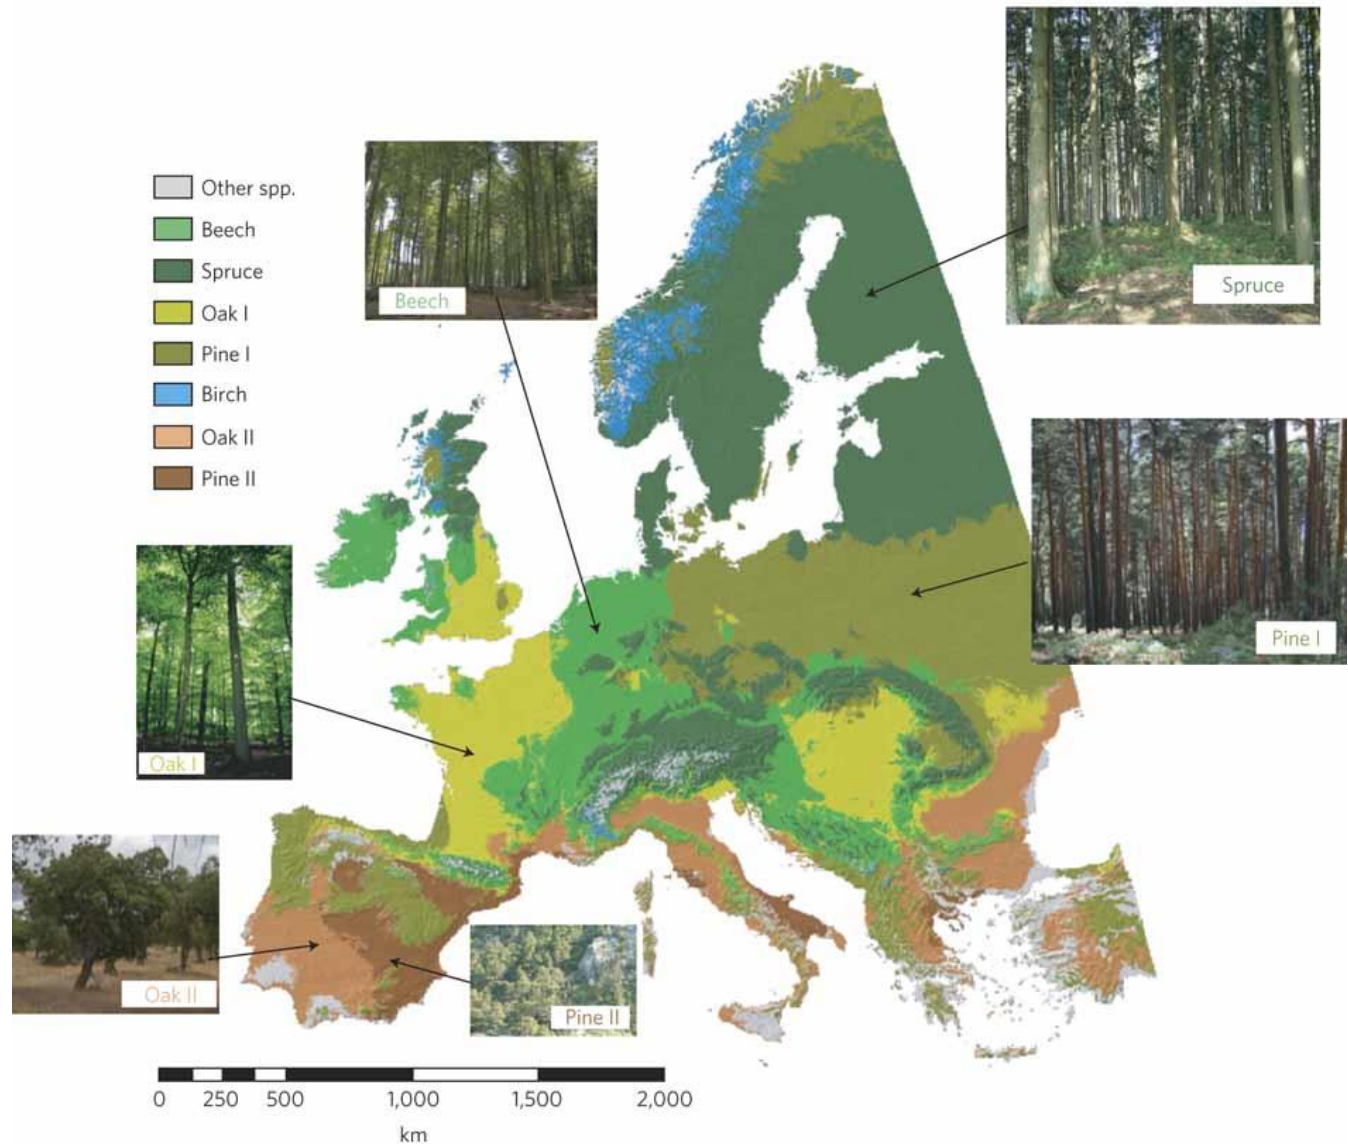 Other spp.
Beech
Spruce
Oak I
Pine I
Birch
Oak II
Pine II
Beech
Spruce
Pine I
Oak I
Oak II
Pine II
0 250 500 1,000 1,500 2,000
km